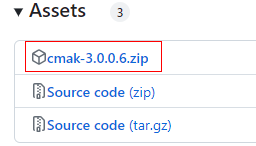 Assets 3
cmak-3.0.0.6.zip
Source code (zip)
Source code (tar.gz)